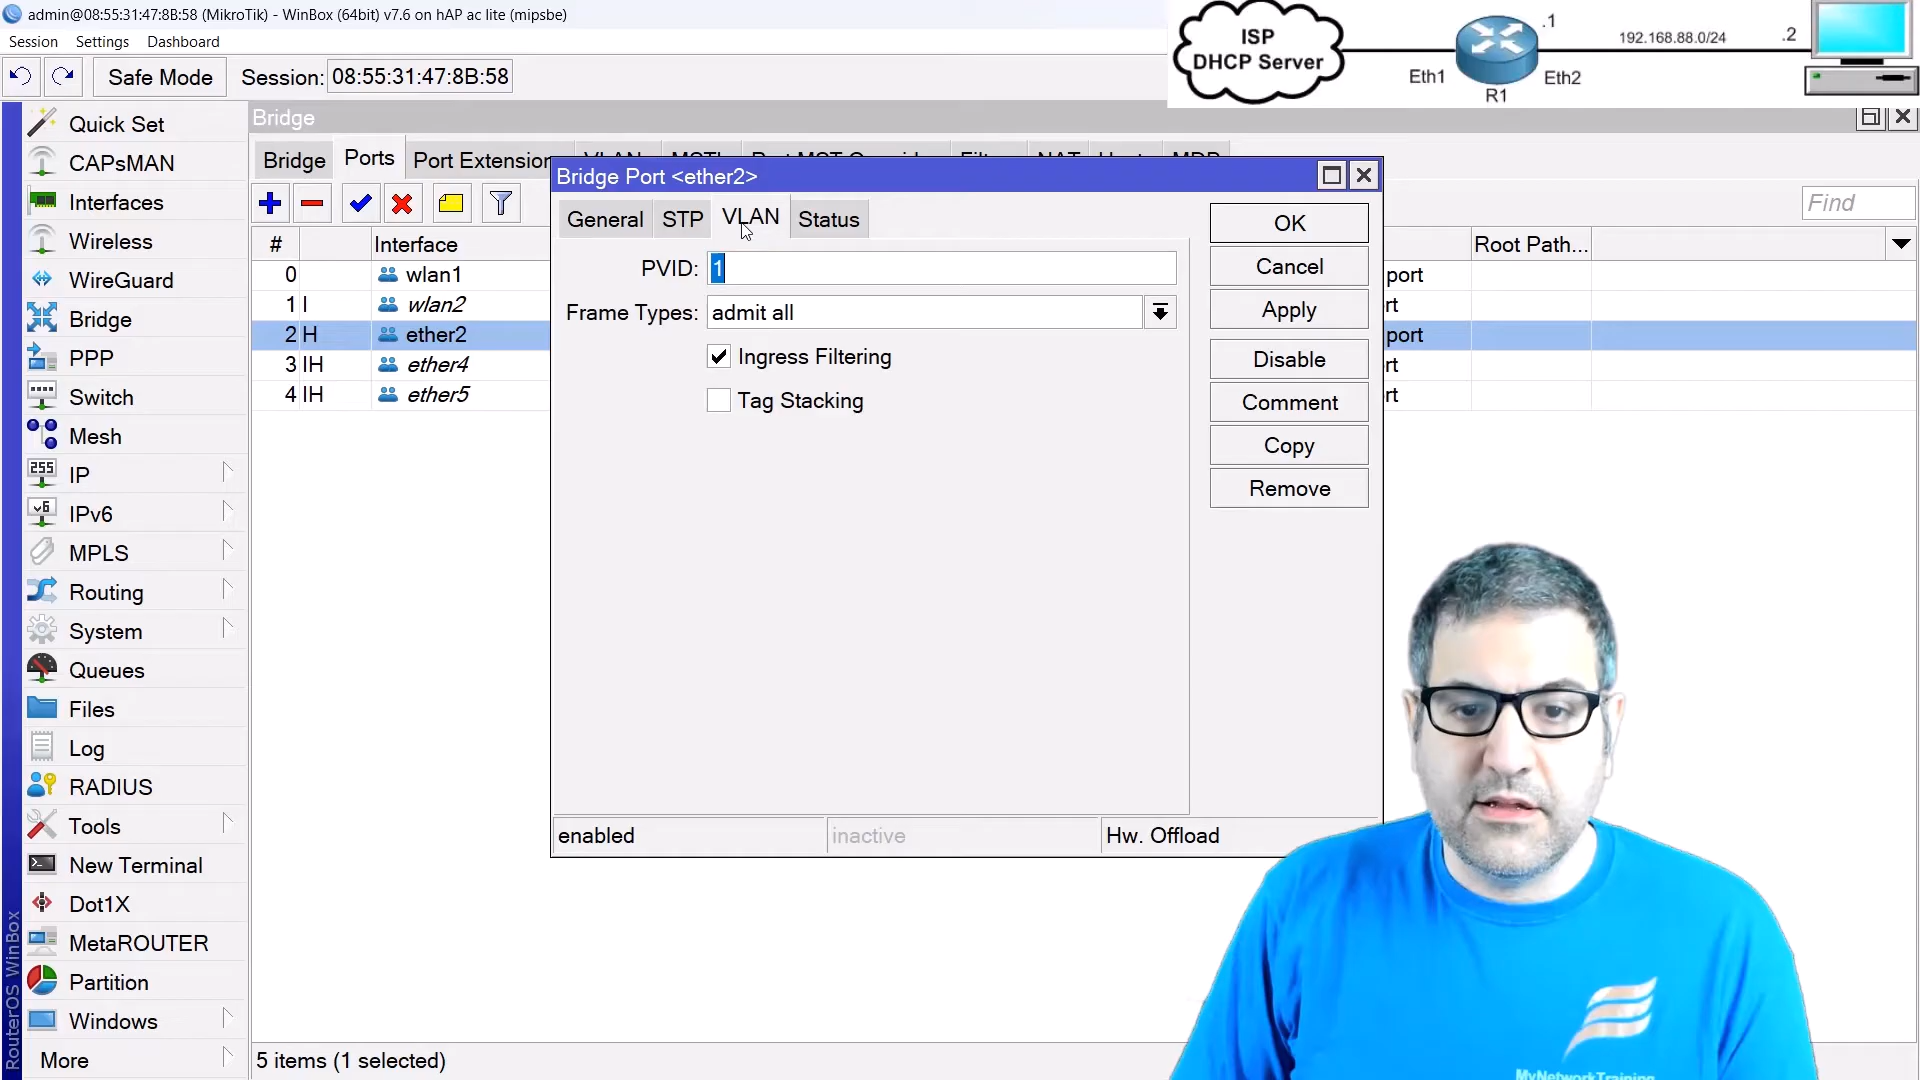 admin@08:55:31:47:8B:58 (MikroTik) - WinBox (64bit) v7.6 on hAP ac lite (mipsbe)
Session Settings Dashboard
Safe Mode Session: 08:55:31:47:8B:58
ISP
DHCP Server
Eth1
R1
.1
Eth2
192.168.88.0/24
.2
Quick Set
CAPsMAN
Interfaces
Wireless
WireGuard
Bridge
PPP
Switch
Mesh
IP
IPv6
MPLS
Routing
System
Queues
Files
Log
RADIUS
Tools
New Terminal
Dot1X
MetaROUTER
Partition
Windows
More
RouterOS WinBox
Bridge
Bridge Ports Port Extension
Find
# Interface Root Path...
0 wlan1 port
1 I wlan2 rt
2 H ether2 port
3 IH ether4 rt
4 IH ether5 rt
Bridge Port <ether2>
General STP VLAN Status
PVID: 1
Frame Types: admit all
Ingress Filtering
Tag Stacking
OK
Cancel
Apply
Disable
Comment
Copy
Remove
enabled inactive Hw. Offload
5 items (1 selected)
MyNetworkTraining